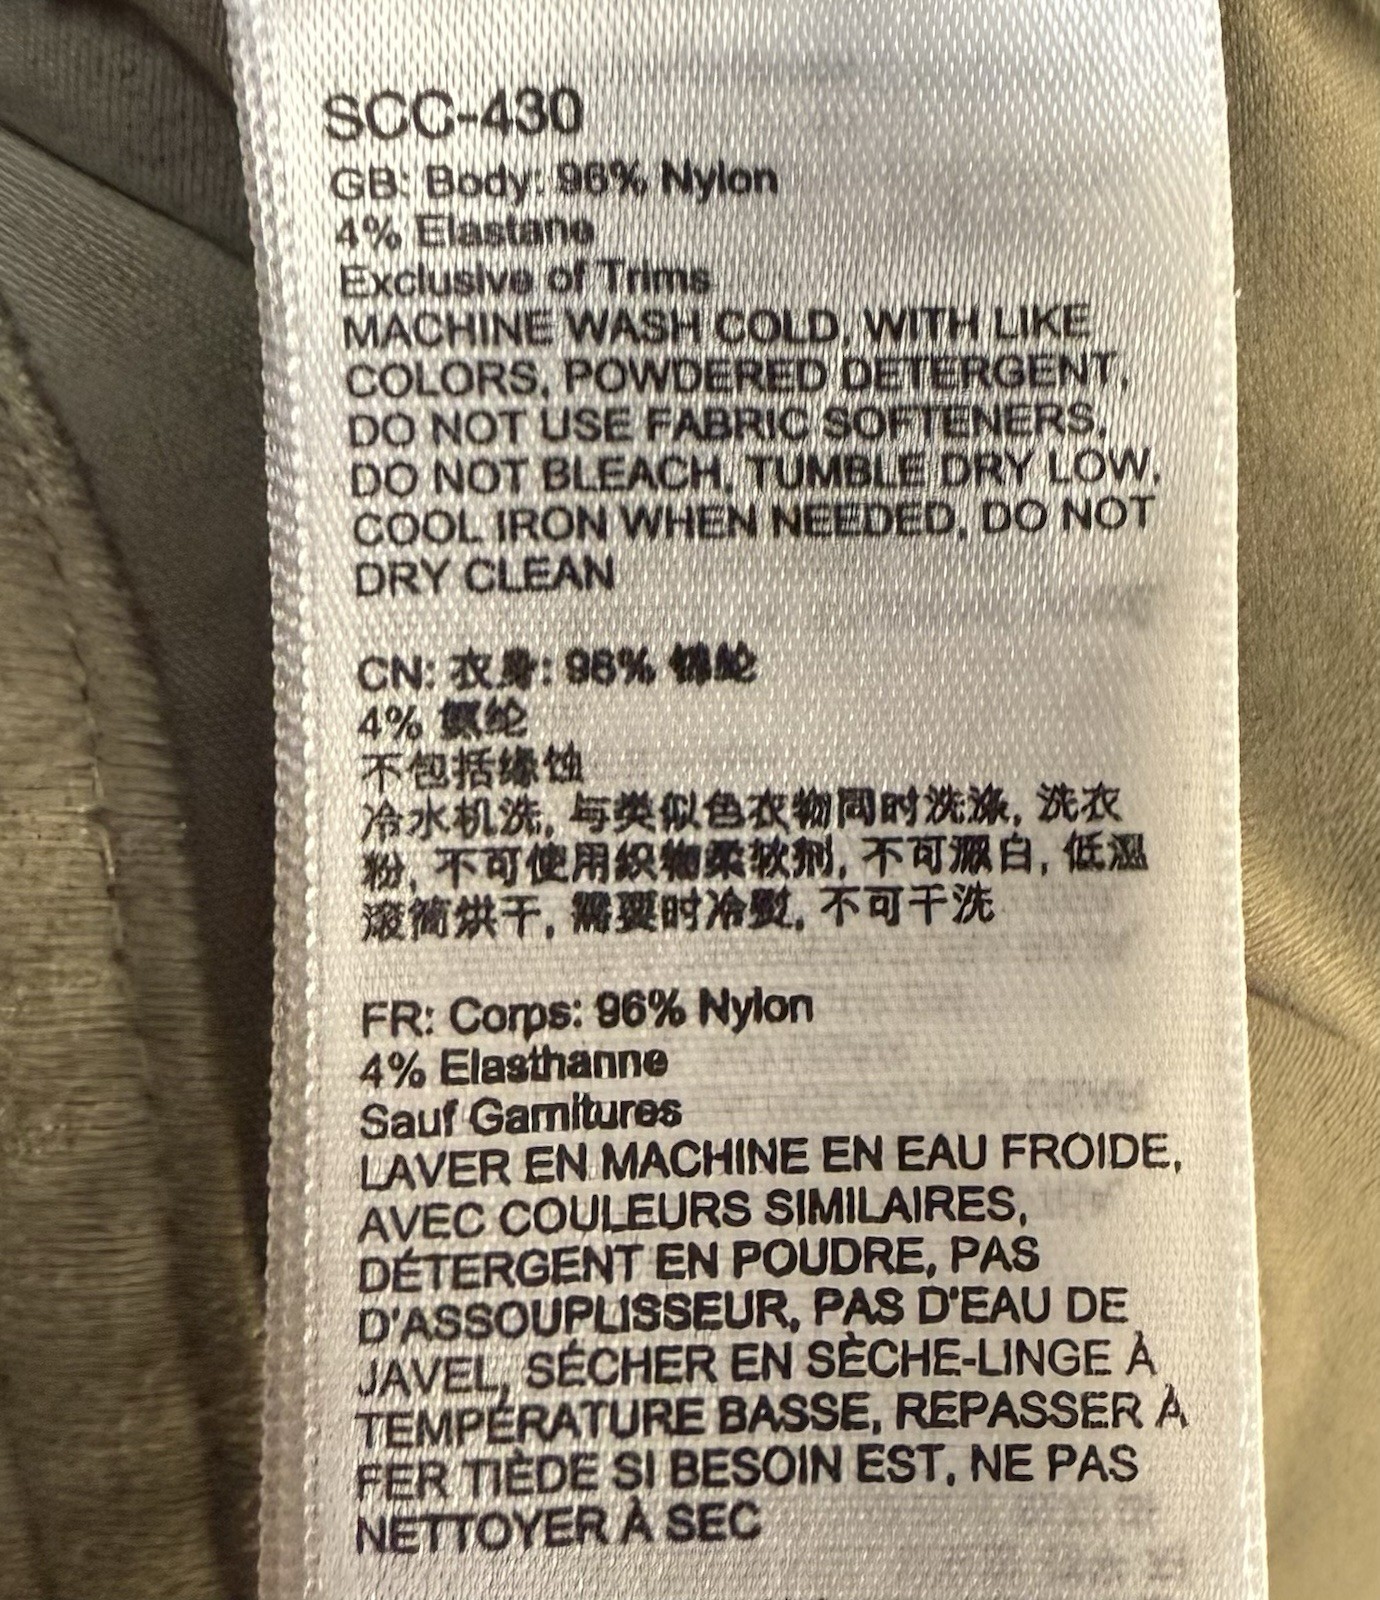 SCC-430
GB: Body: 96% Nylon
4% Elastane
Exclusive of Trims
MACHINE WASH COLD, WITH LIKE
COLORS, POWDERED DETERGENT,
DO NOT USE FABRIC SOFTENERS,
DO NOT BLEACH, TUMBLE DRY LOW,
COOL IRON WHEN NEEDED, DO NOT
DRY CLEAN
CN: 衣身: 96% 锦纶
4% 氨纶
不包括缘蚀
冷水机洗, 与类似色衣物同时洗涤, 洗衣
粉, 不可使用织物柔软剂, 不可漂白, 低温
滚筒烘干, 需要时冷熨, 不可干洗
FR: Corps: 96% Nylon
4% Elasthanne
Sauf Garnitures
LAVER EN MACHINE EN EAU FROIDE,
AVEC COULEURS SIMILAIRES,
DÉTERGENT EN POUDRE, PAS
D'ASSOUPLISSEUR, PAS D'EAU DE
JAVEL, SÉCHER EN SÈCHE-LINGE À
TEMPÉRATURE BASSE, REPASSER À
FER TIÈDE SI BESOIN EST, NE PAS
NETTOYER À SEC